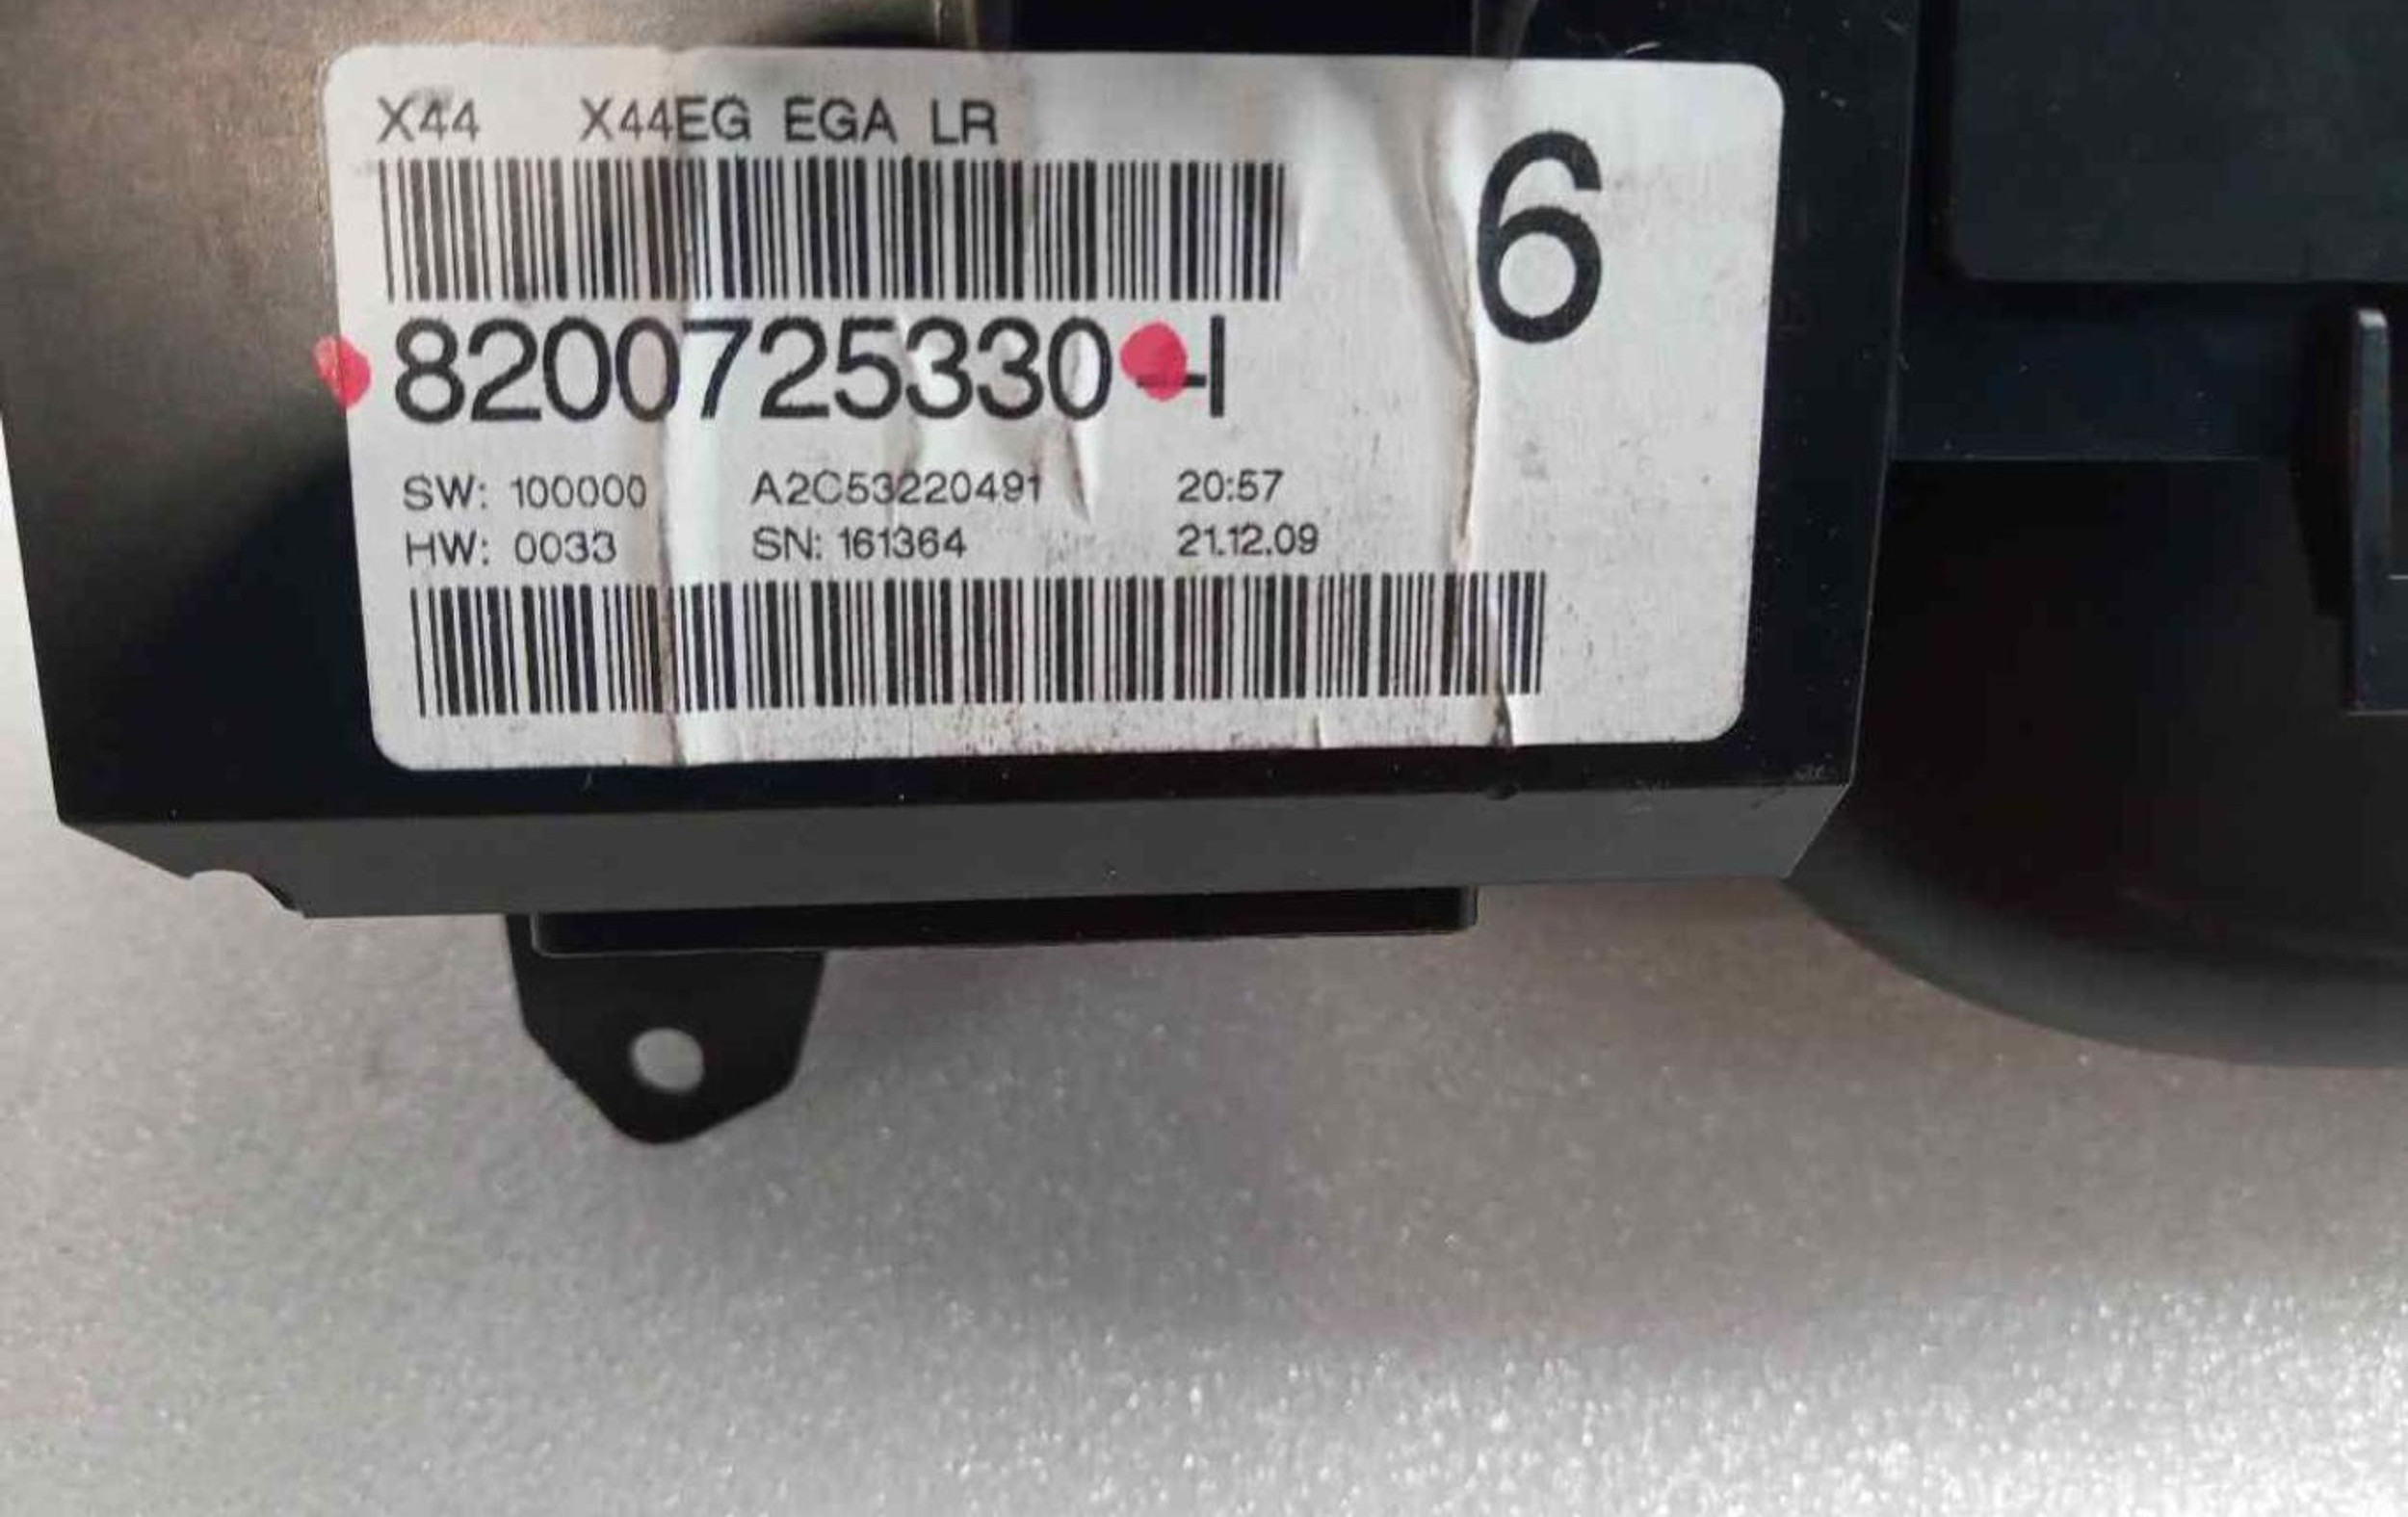 X44 X44EG EGA LR
6
8200725330
SW: 100000 A2C53220491 20:57
HW: 0033 SN: 161364 21.12.09